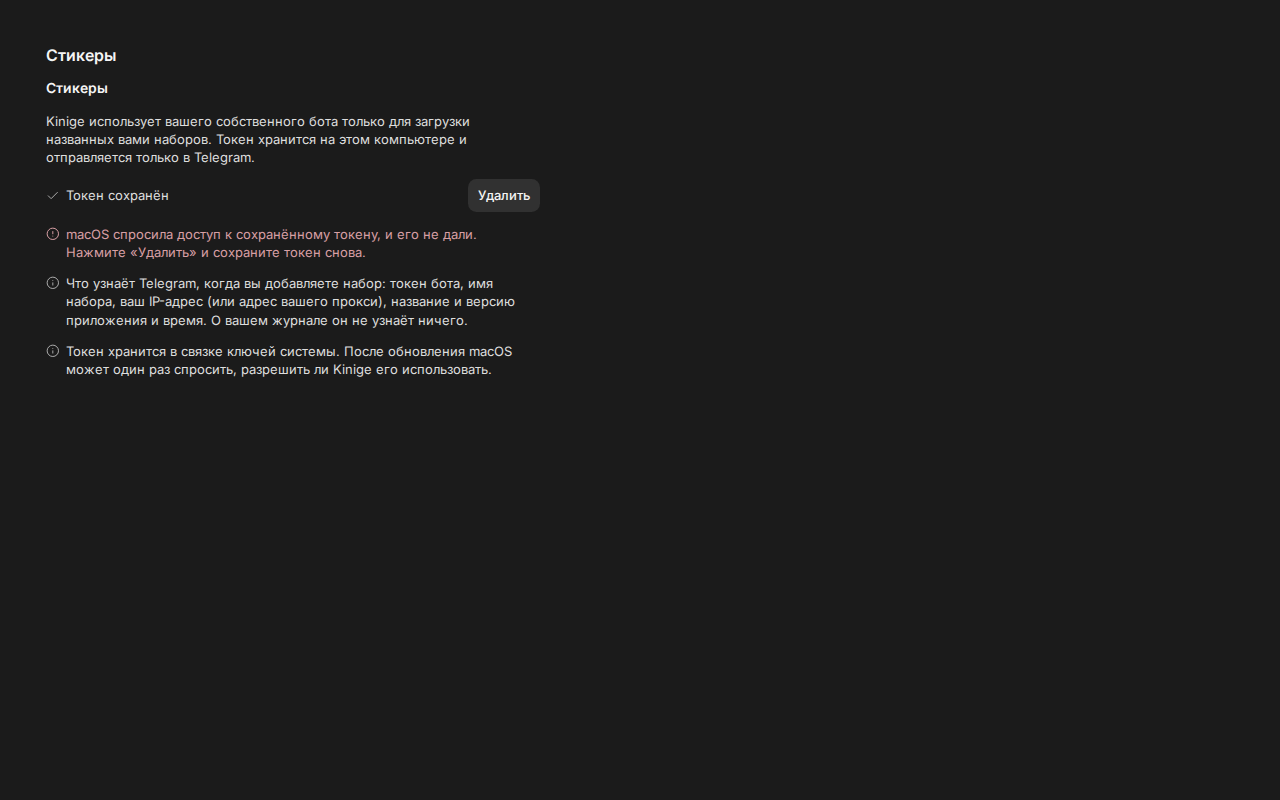 Стикеры
Стикеры
Kinige использует вашего собственного бота только для загрузки
названных вами наборов. Токен хранится на этом компьютере и
отправляется только в Telegram.
Токен сохранён
Удалить
macOS спросила доступ к сохранённому токену, и его не дали.
Нажмите «Удалить» и сохраните токен снова.
Что узнаёт Telegram, когда вы добавляете набор: токен бота, имя
набора, ваш IP-адрес (или адрес вашего прокси), название и версию
приложения и время. О вашем журнале он не узнаёт ничего.
Токен хранится в связке ключей системы. После обновления macOS
может один раз спросить, разрешить ли Kinige его использовать.